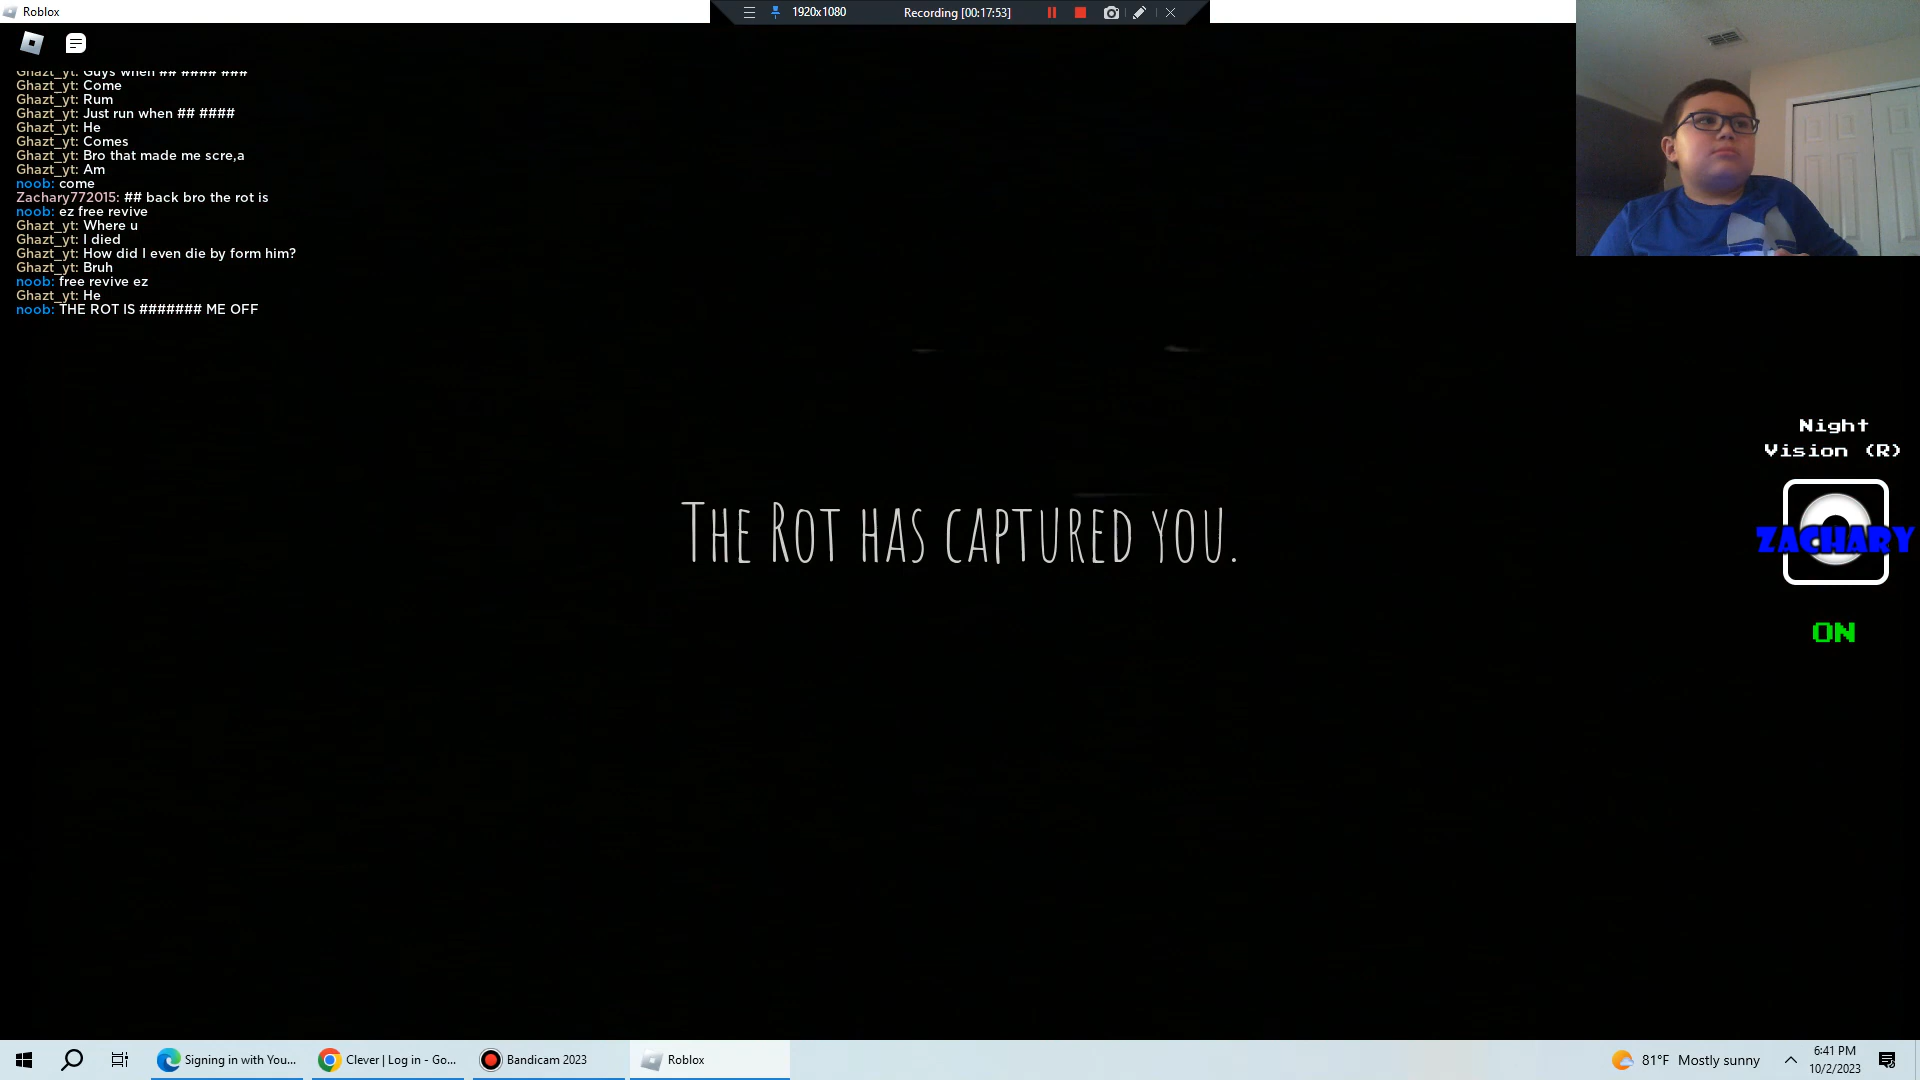 Roblox
1920x1080
Recording [00:17:53]
Ghazt_yt: Guys when ## #### ###
Ghazt_yt: Come
Ghazt_yt: Rum
Ghazt_yt: Just run when ## ####
Ghazt_yt: He
Ghazt_yt: Comes
Ghazt_yt: Bro that made me scre,a
Ghazt_yt: Am
noob: come
Zachary772015: ## back bro the rot is
noob: ez free revive
Ghazt_yt: Where u
Ghazt_yt: I died
Ghazt_yt: How did I even die by form him?
Ghazt_yt: Bruh
noob: free revive ez
Ghazt_yt: He
noob: THE ROT IS ####### ME OFF
Night
Vision (R)
THE ROT HAS CAPTURED YOU.
ZACHARY
ON
Signing in with You...
Clever | Log in - Go...
Bandicam 2023
Roblox
81°F Mostly sunny
6:41 PM
10/2/2023